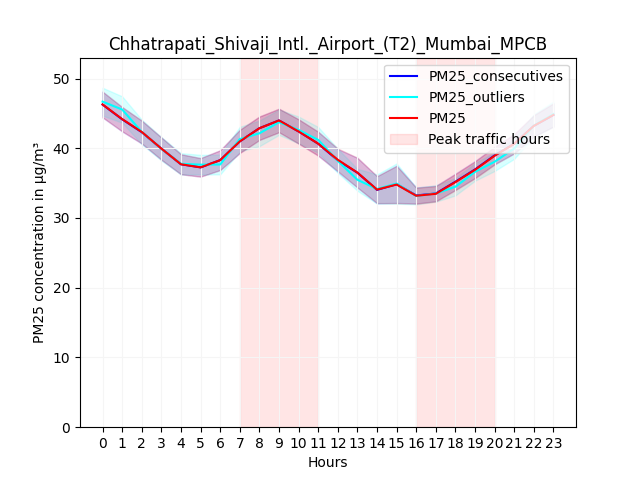 Chhatrapati_Shivaji_Intl._Airport_(T2)_Mumbai_MPCB
PM25_consecutives
PM25_outliers
PM25
Peak traffic hours
PM25 concentration in µg/m³
50
40
30
20
10
0
0 1 2 3 4 5 6 7 8 9 10 11 12 13 14 15 16 17 18 19 20 21 22 23
Hours